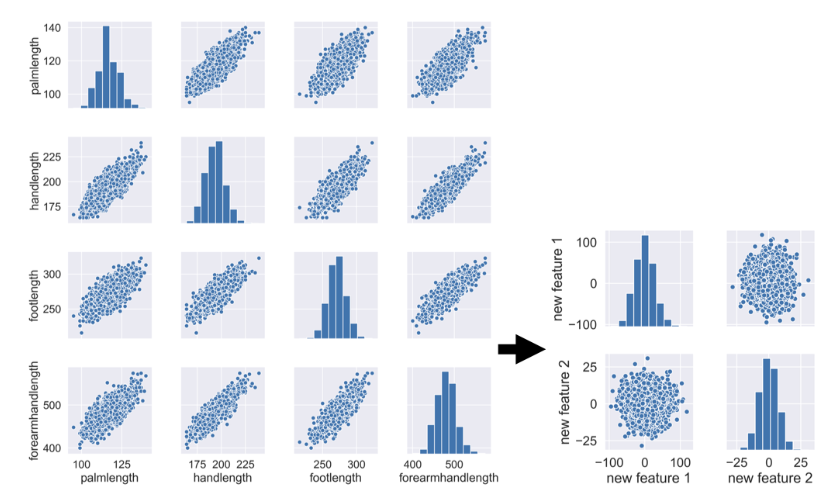 palmlength
140
120
100
handlength
225
200
175
footlength
300
250
forearmhandlength
500
400
100 125
175 200 225
250 300
400 500
palmlength
handlength
footlength
forearmhandlength
new feature 1
100
0
−100
new feature 2
25
0
−25
−100 0 100
−25 0 25
new feature 1
new feature 2